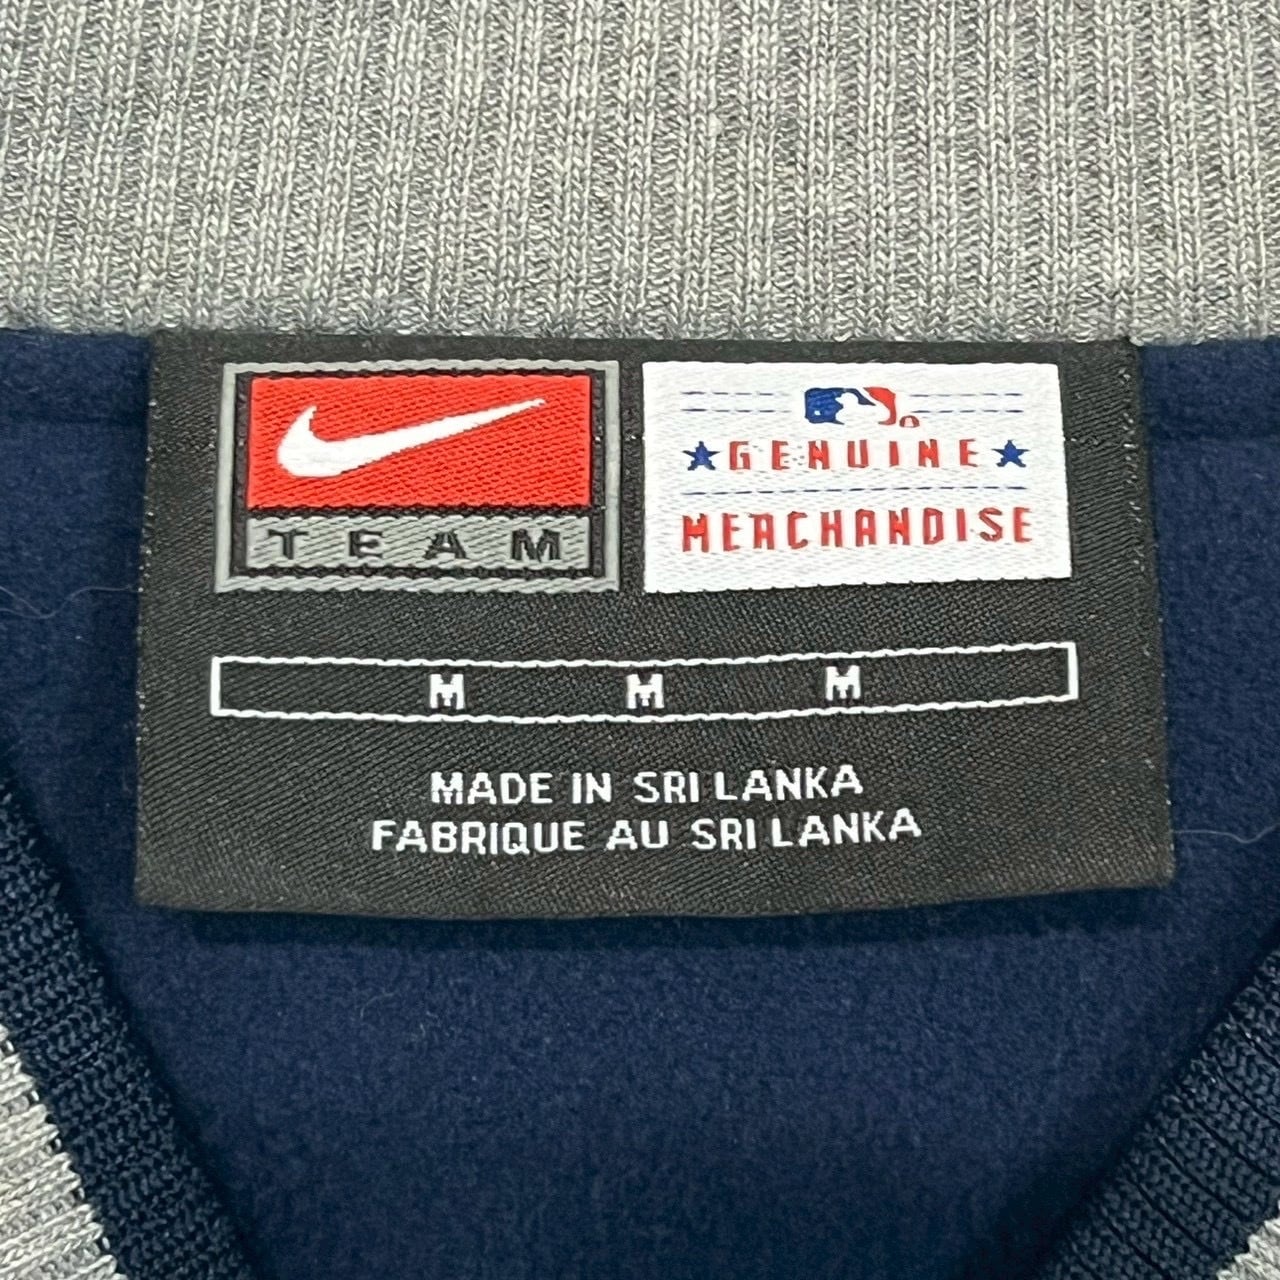 TEAM
GENUINE
MERCHANDISE
M M M
MADE IN SRI LANKA
FABRIQUE AU SRI LANKA